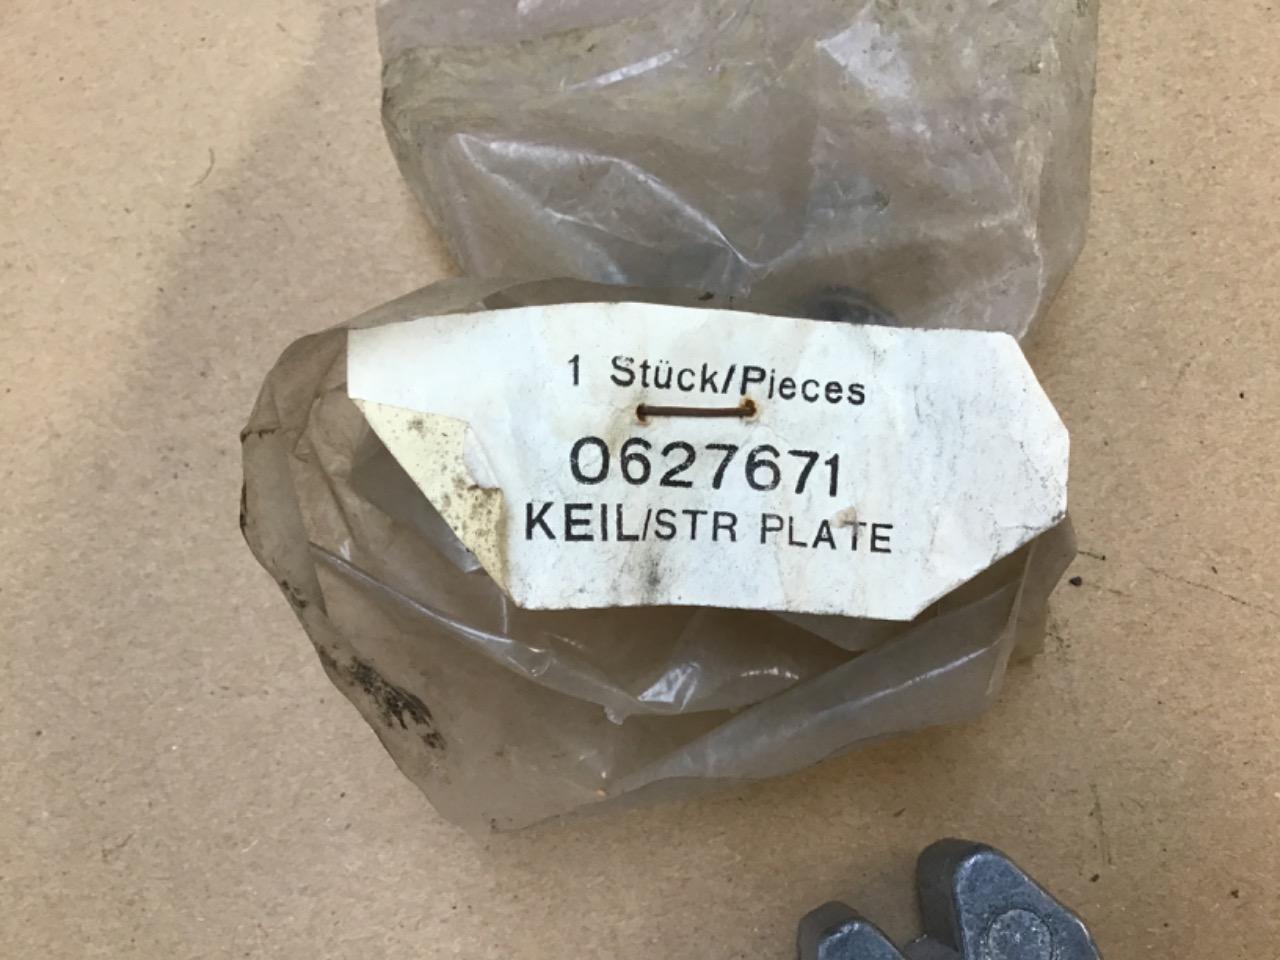 1 Stück/Pieces
0627671
KEIL/STR PLATE